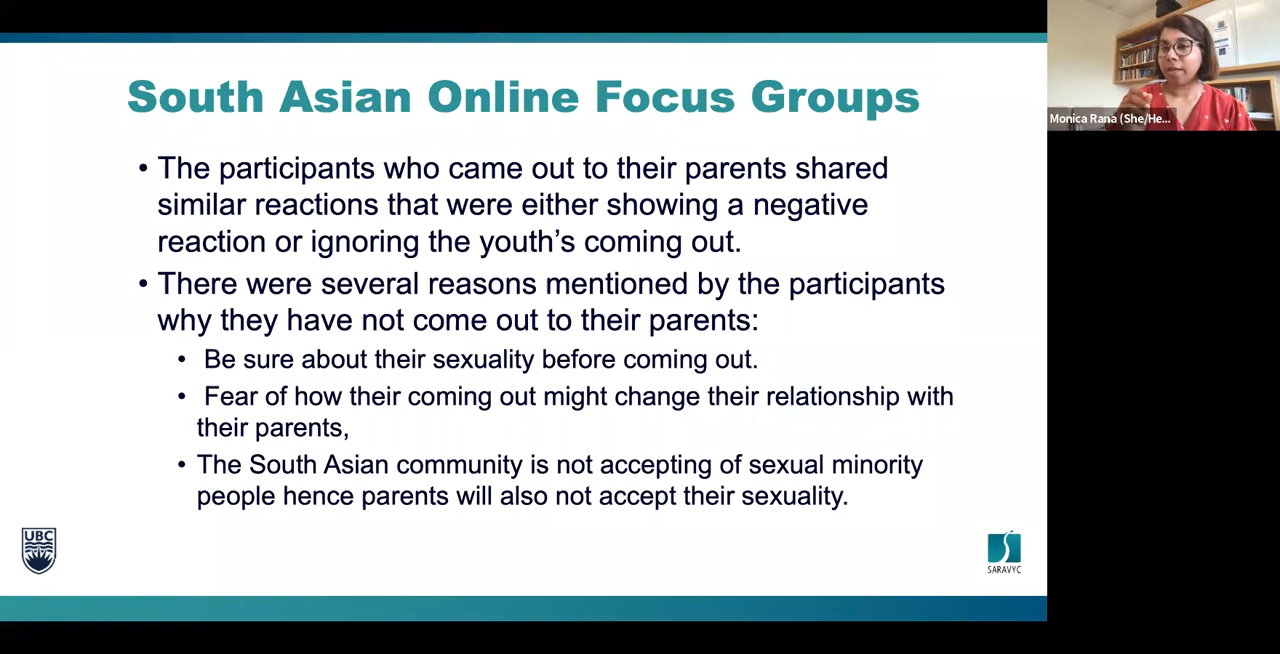 South Asian Online Focus Groups
• The participants who came out to their parents shared
similar reactions that were either showing a negative
reaction or ignoring the youth’s coming out.
• There were several reasons mentioned by the participants
why they have not come out to their parents:
• Be sure about their sexuality before coming out.
• Fear of how their coming out might change their relationship with
their parents,
• The South Asian community is not accepting of sexual minority
people hence parents will also not accept their sexuality.
UBC
SARAVYC
Monica Rana (She/He...